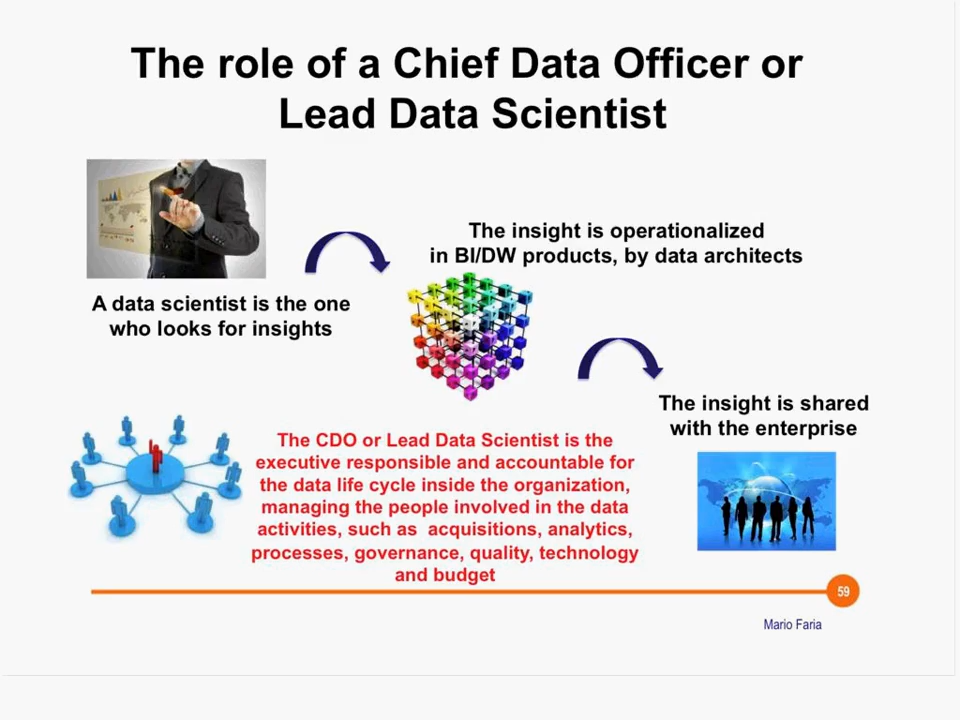 The role of a Chief Data Officer or
Lead Data Scientist
The insight is operationalized
in BI/DW products, by data architects
A data scientist is the one
who looks for insights
The insight is shared
with the enterprise
The CDO or Lead Data Scientist is the
executive responsible and accountable for
the data life cycle inside the organization,
managing the people involved in the data
activities, such as  acquisitions, analytics,
processes, governance, quality, technology
and budget
59
Mario Faria